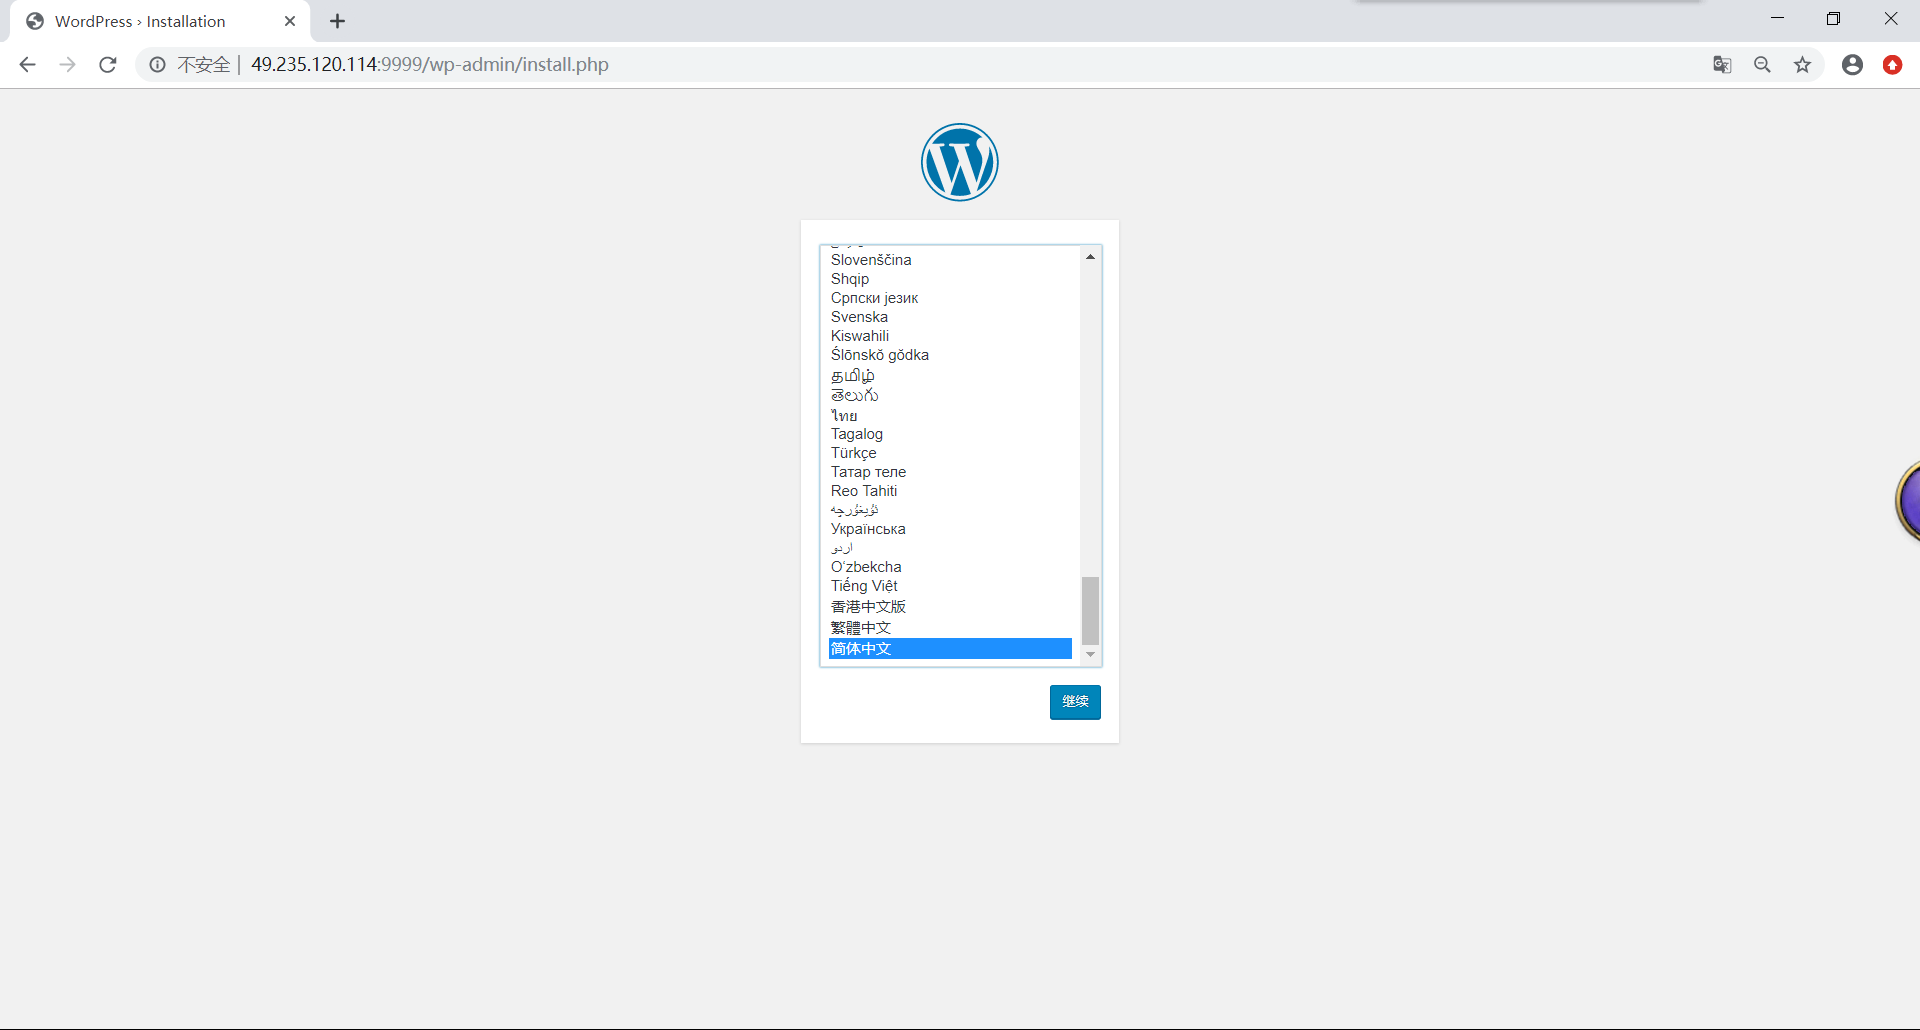 WordPress › Installation
不安全 | 49.235.120.114:9999/wp-admin/install.php
Slovenščina
Shqip
Српски језик
Svenska
Kiswahili
Ślōnskŏ gŏdka
தமிழ்
తెలుగు
ไทย
Tagalog
Türkçe
Татар теле
Reo Tahiti
ئۇيغۇرچە
Українська
اردو
O‘zbekcha
Tiếng Việt
香港中文版
繁體中文
简体中文
继续